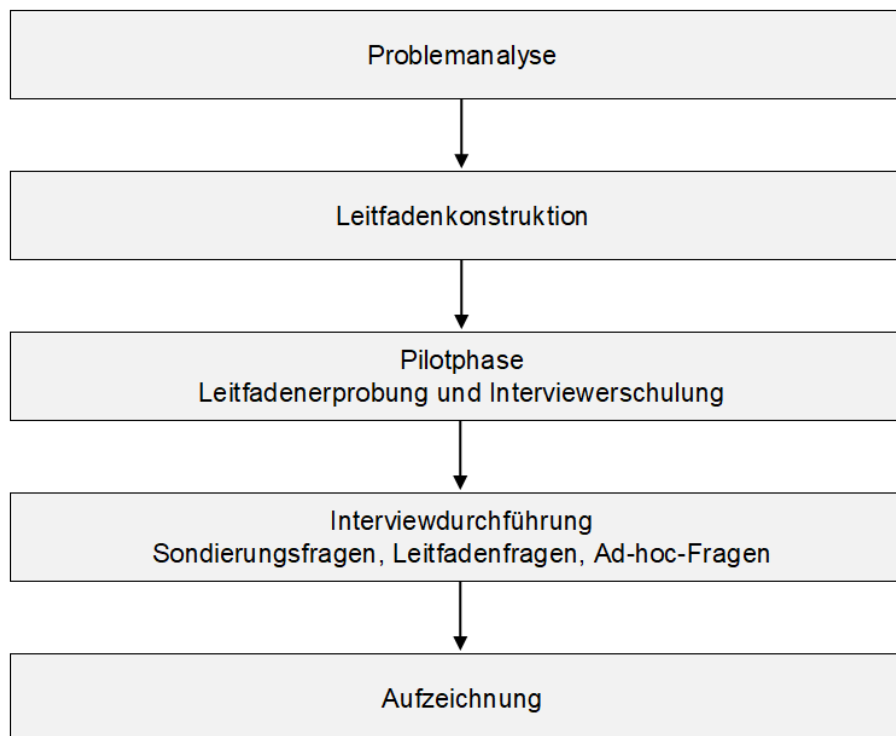 Problemanalyse
Leitfadenkonstruktion
Pilotphase
Leitfadenerprobung und Interviewerschulung
Interviewdurchführung
Sondierungsfragen, Leitfadenfragen, Ad-hoc-Fragen
Aufzeichnung